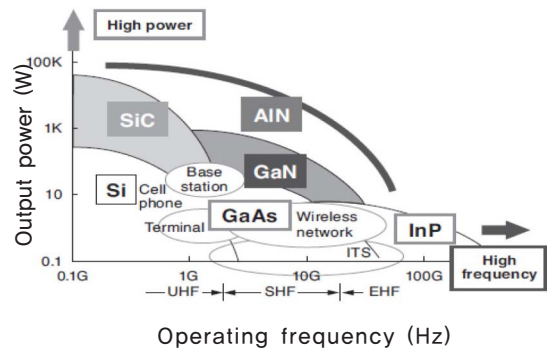 High power
100K
1K
10
0.1
Output power (W)
SiC
AlN
GaN
Si
Cell
phone
Base
station
Terminal
GaAs
Wireless
network
InP
ITS
High
frequency
0.1G
1G
10G
100G
UHF
SHF
EHF
Operating frequency (Hz)